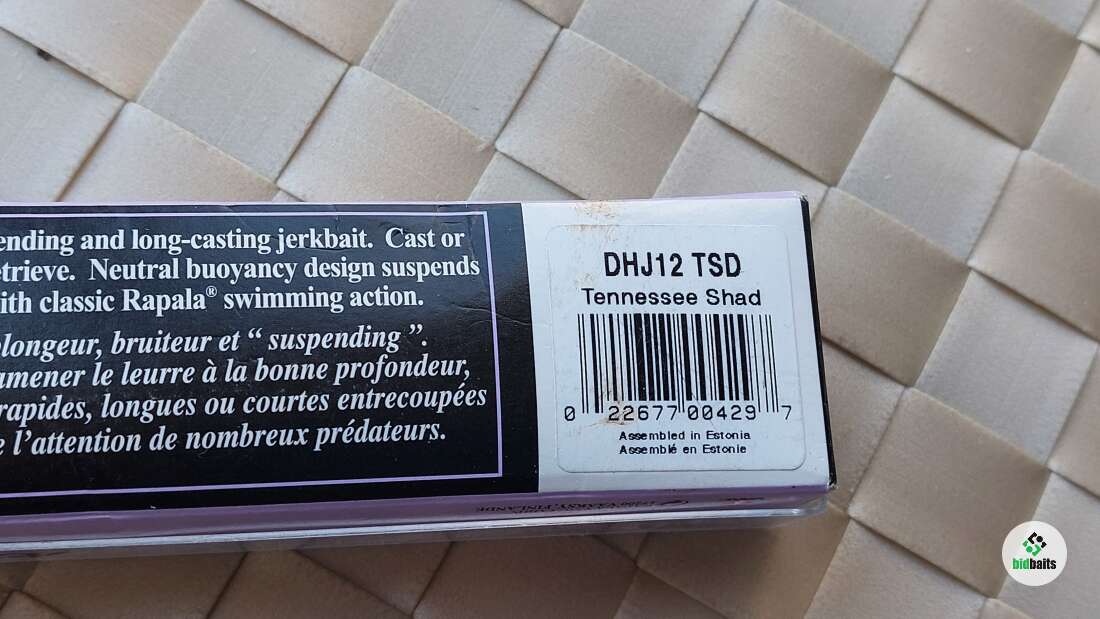 ending and long-casting jerkbait. Cast or
etrieve. Neutral buoyancy design suspends
ith classic Rapala® swimming action.
longeur, bruiteur et “ suspending ”.
amener le leurre à la bonne profondeur,
rapides, longues ou courtes entrecoupées
e l’attention de nombreux prédateurs.
DHJ12 TSD
Tennessee Shad
0 22677 00429 7
Assembled in Estonia
Assemblé en Estonie
bidbaits